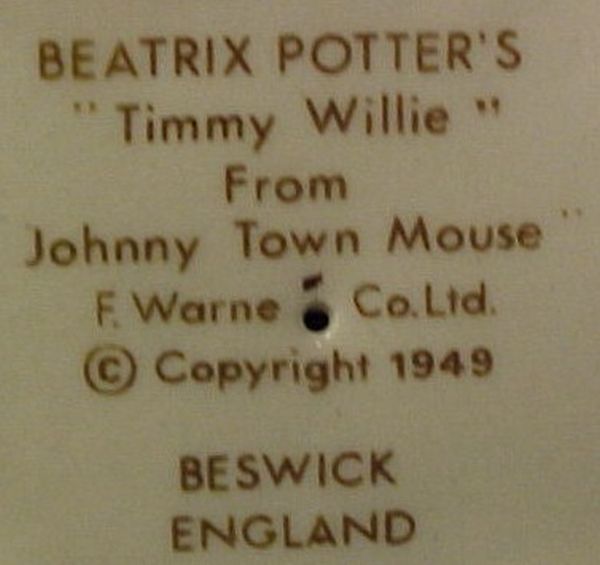 BEATRIX POTTER'S
"Timmy Willie"
From
Johnny Town Mouse"
F. Warne Co. Ltd.
© Copyright 1949
BESWICK
ENGLAND